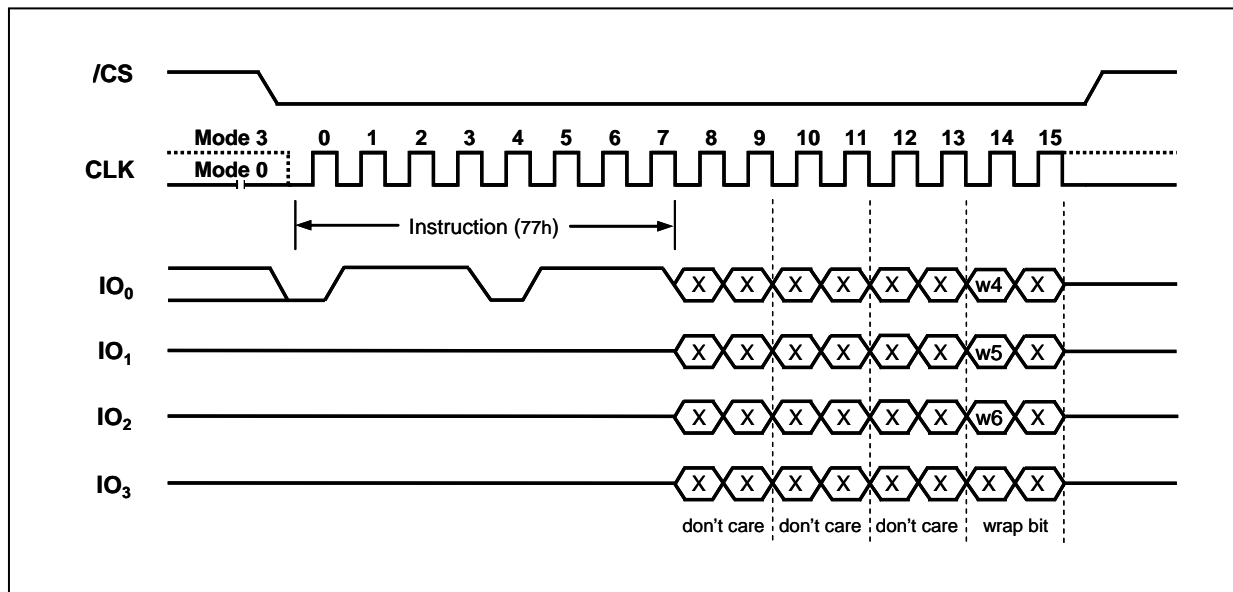 /CS
Mode 3 0 1 2 3 4 5 6 7 8 9 10 11 12 13 14 15
CLK Mode 0
Instruction (77h)
IO0 X X X X X X w4 X
IO1 X X X X X X w5 X
IO2 X X X X X X w6 X
IO3 X X X X X X X X
don't care don't care don't care wrap bit